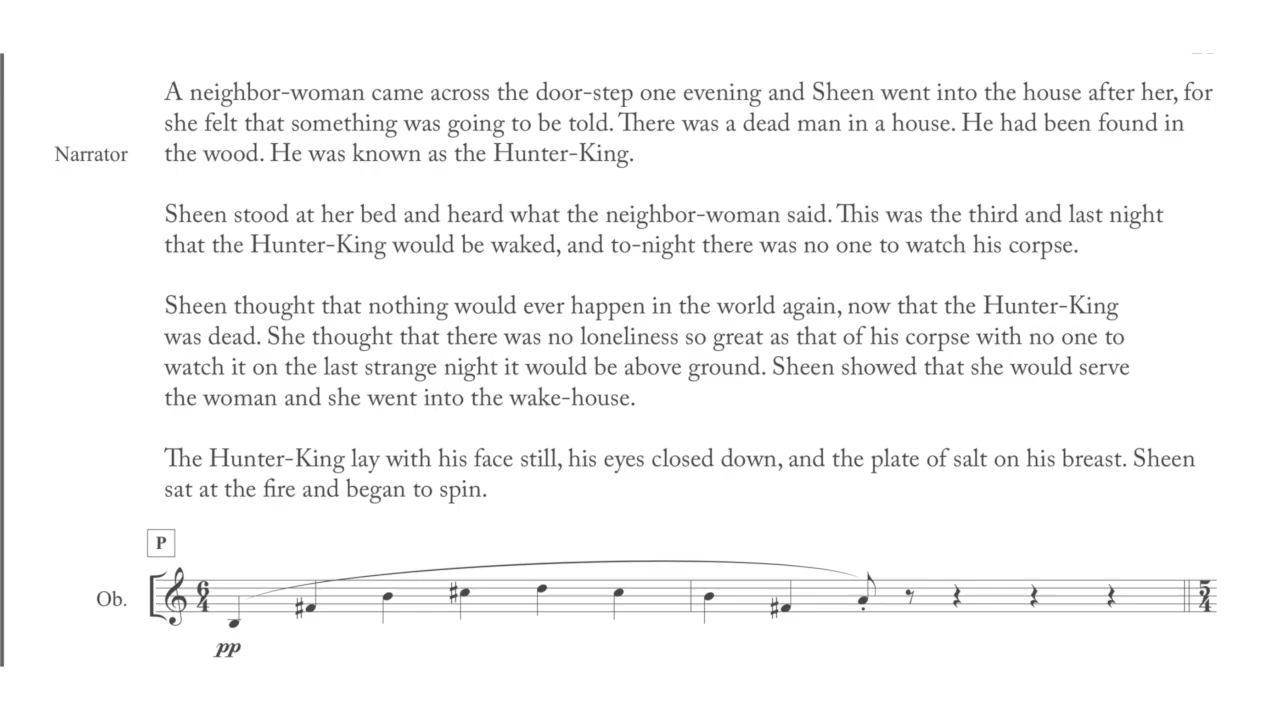 A neighbor-woman came across the door-step one evening and Sheen went into the house after her, for
she felt that something was going to be told. There was a dead man in a house. He had been found in
Narrator
the wood. He was known as the Hunter-King.
Sheen stood at her bed and heard what the neighbor-woman said. This was the third and last night
that the Hunter-King would be waked, and to-night there was no one to watch his corpse.
Sheen thought that nothing would ever happen in the world again, now that the Hunter-King
was dead. She thought that there was no loneliness so great as that of his corpse with no one to
watch it on the last strange night it would be above ground. Sheen showed that she would serve
the woman and she went into the wake-house.
The Hunter-King lay with his face still, his eyes closed down, and the plate of salt on his breast. Sheen
sat at the fire and began to spin.
P
Ob.
6
4
5
4
pp